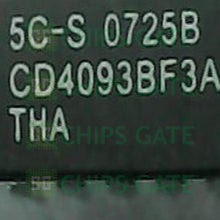 5C-S 0725B
CD4093BF3A
THA
CHIPS GATE